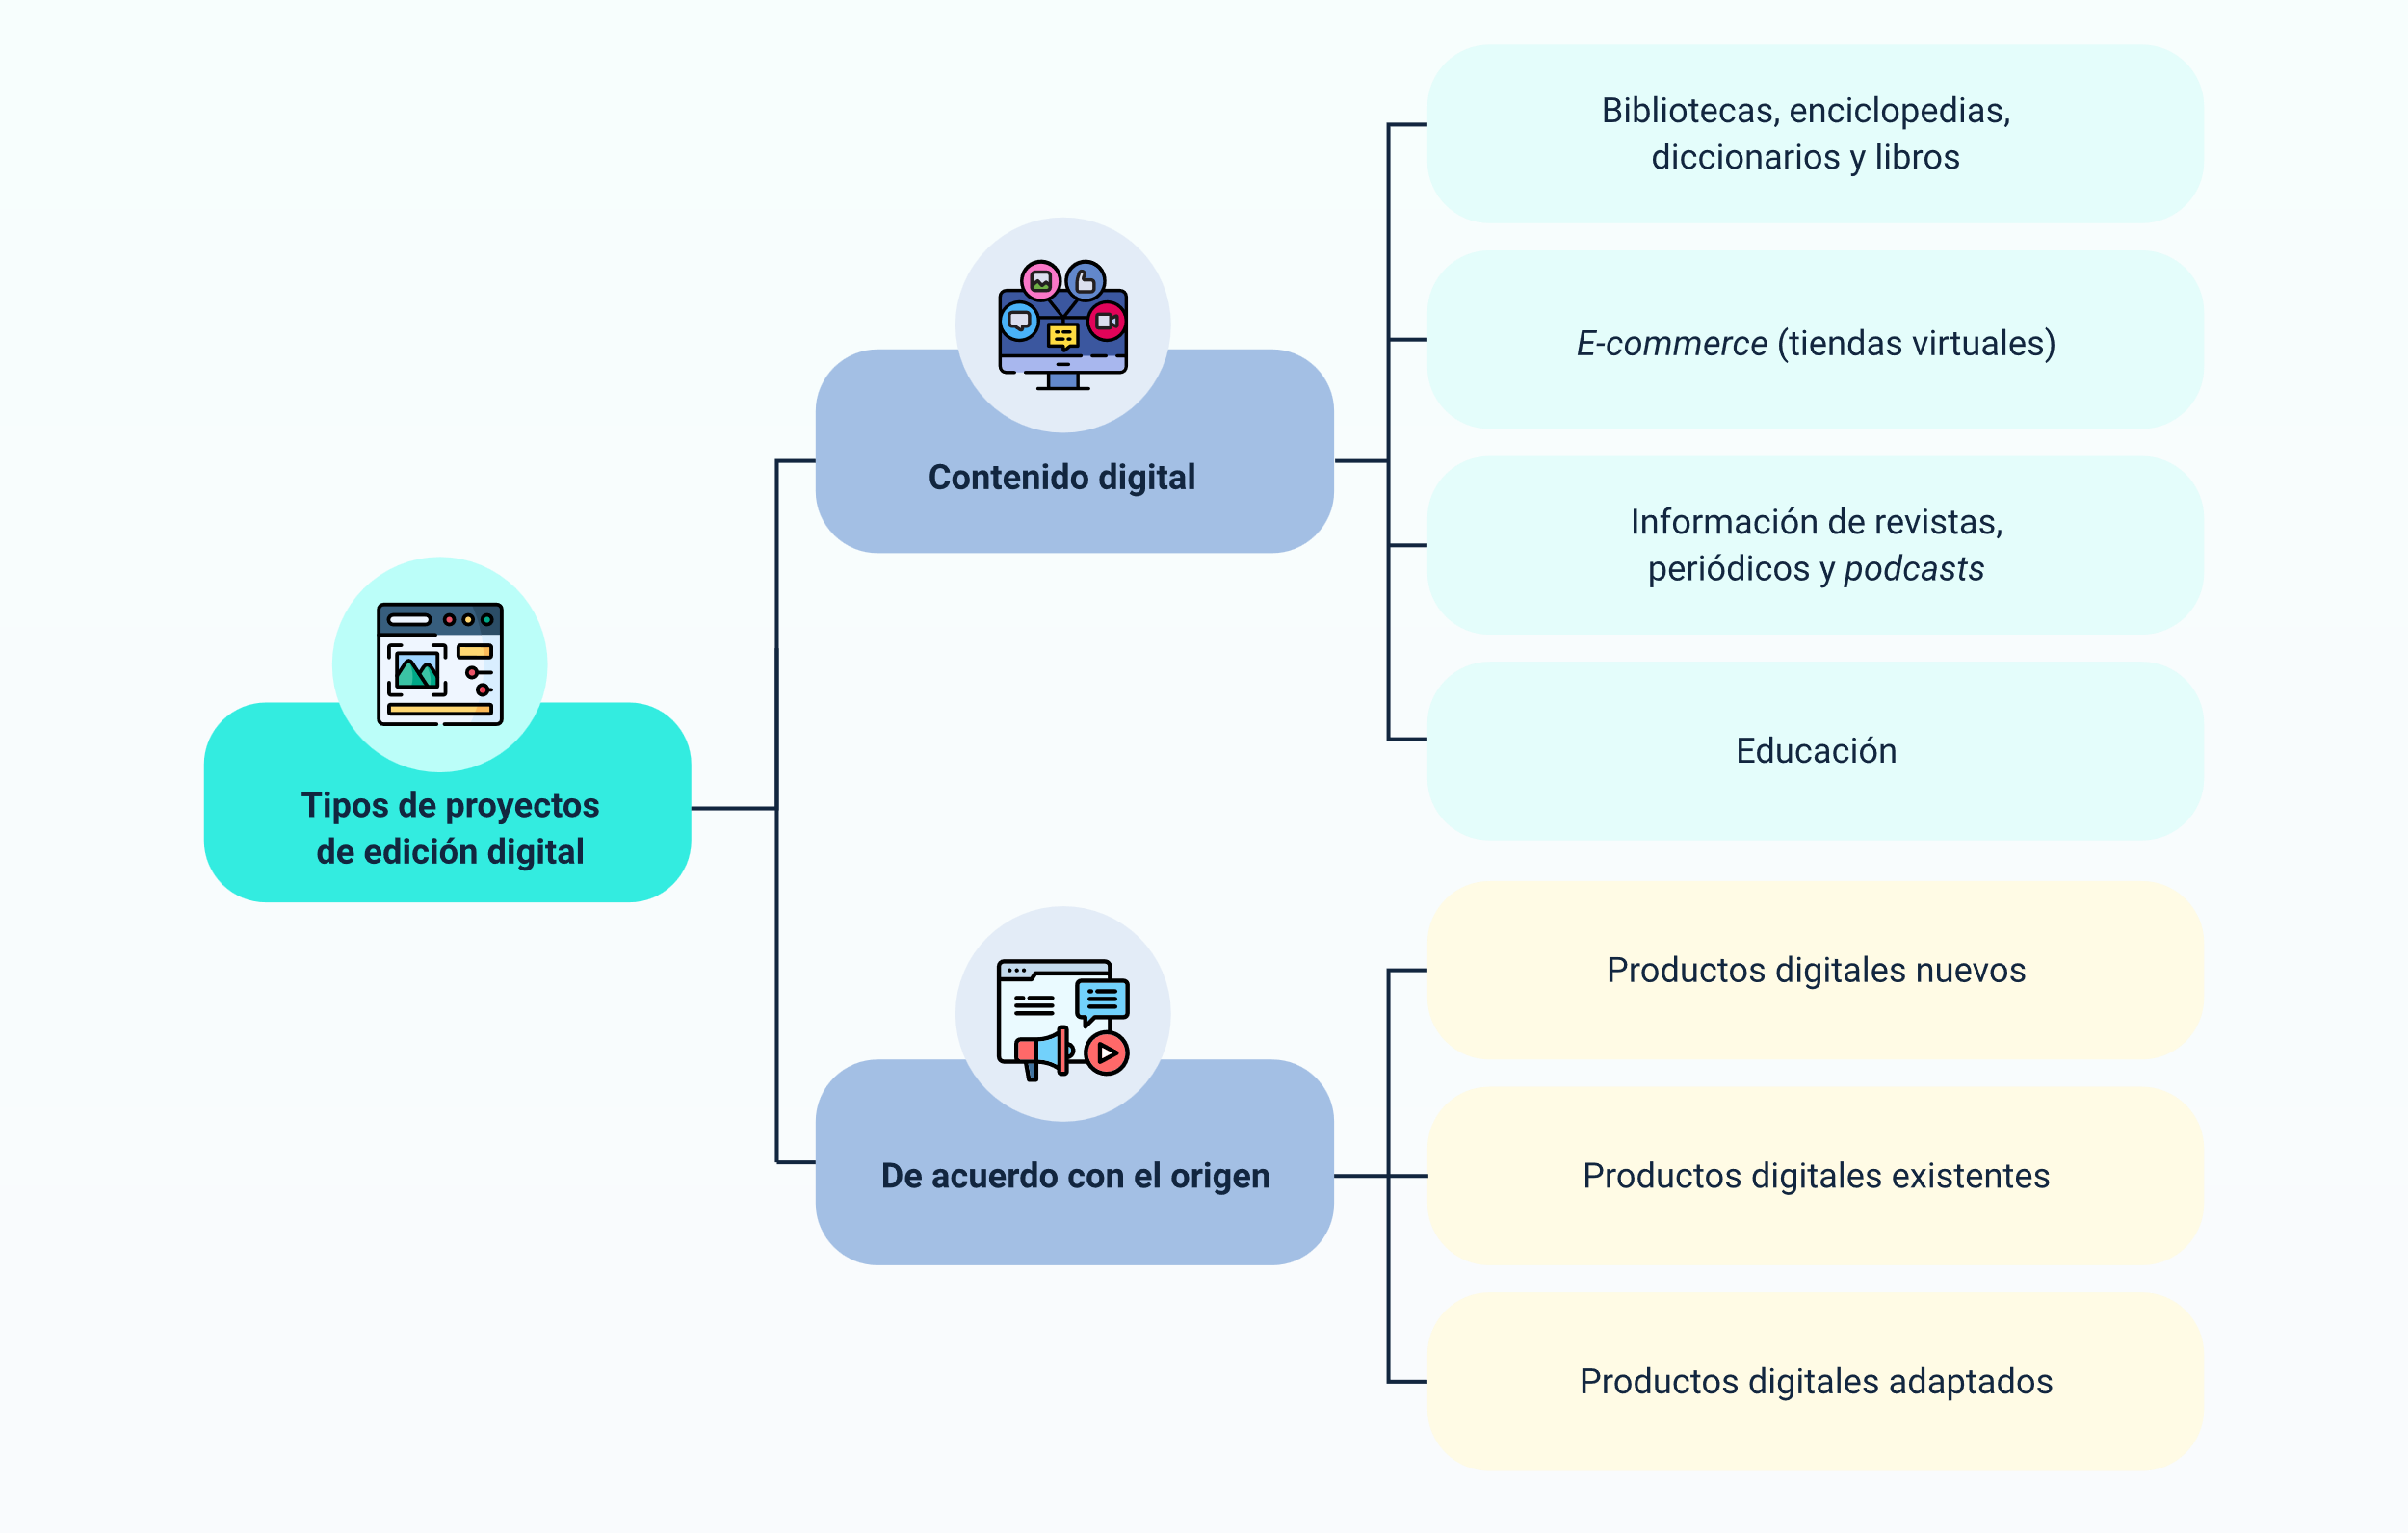 Tipos de proyectos
de edición digital
Contenido digital
Bibliotecas, enciclopedias,
diccionarios y libros
E-commerce (tiendas virtuales)
Información de revistas,
periódicos y podcasts
Educación
De acuerdo con el origen
Productos digitales nuevos
Productos digitales existentes
Productos digitales adaptados